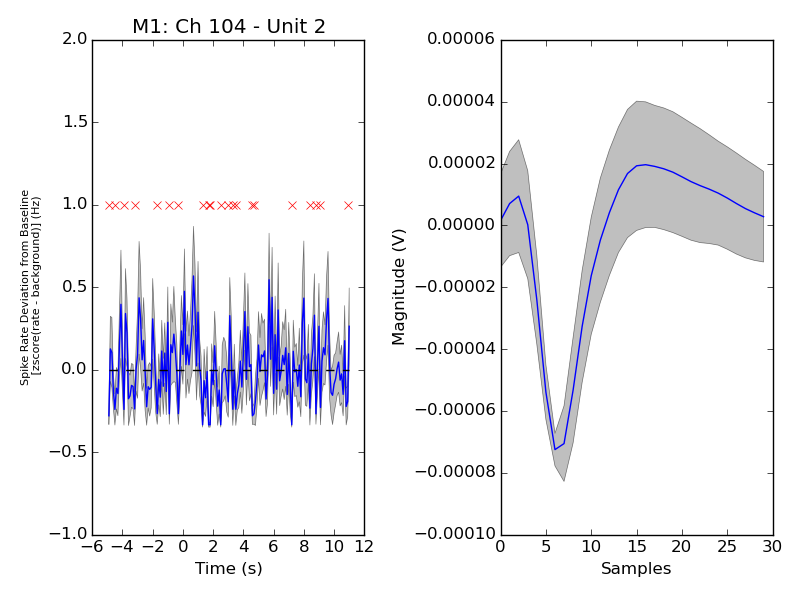 M1: Ch 104 - Unit 2
Spike Rate Deviation from Baseline
[zscore(rate - background)] (Hz)
2.0
1.5
1.0
0.5
0.0
−0.5
−1.0
−6 −4 −2 0 2 4 6 8 10 12
Time (s)
Magnitude (V)
0.00006
0.00004
0.00002
0.00000
−0.00002
−0.00004
−0.00006
−0.00008
−0.00010
0 5 10 15 20 25 30
Samples